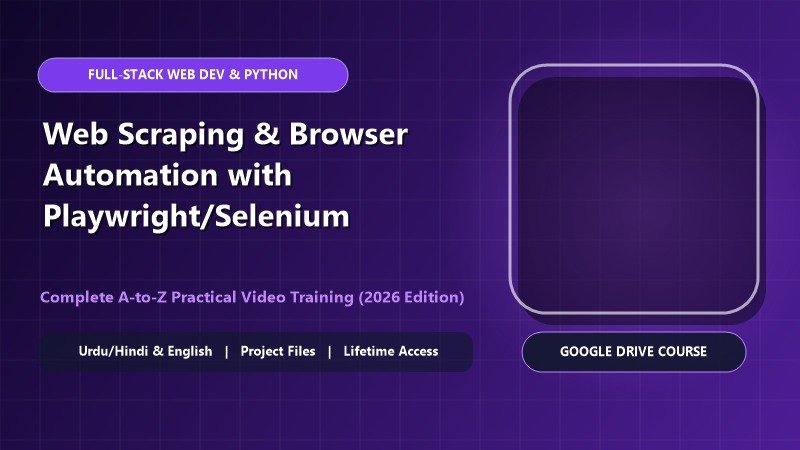 FULL-STACK WEB DEV & PYTHON
Web Scraping & Browser
Automation with
Playwright/Selenium
Complete A-to-Z Practical Video Training (2026 Edition)
Urdu/Hindi & English | Project Files | Lifetime Access
GOOGLE DRIVE COURSE